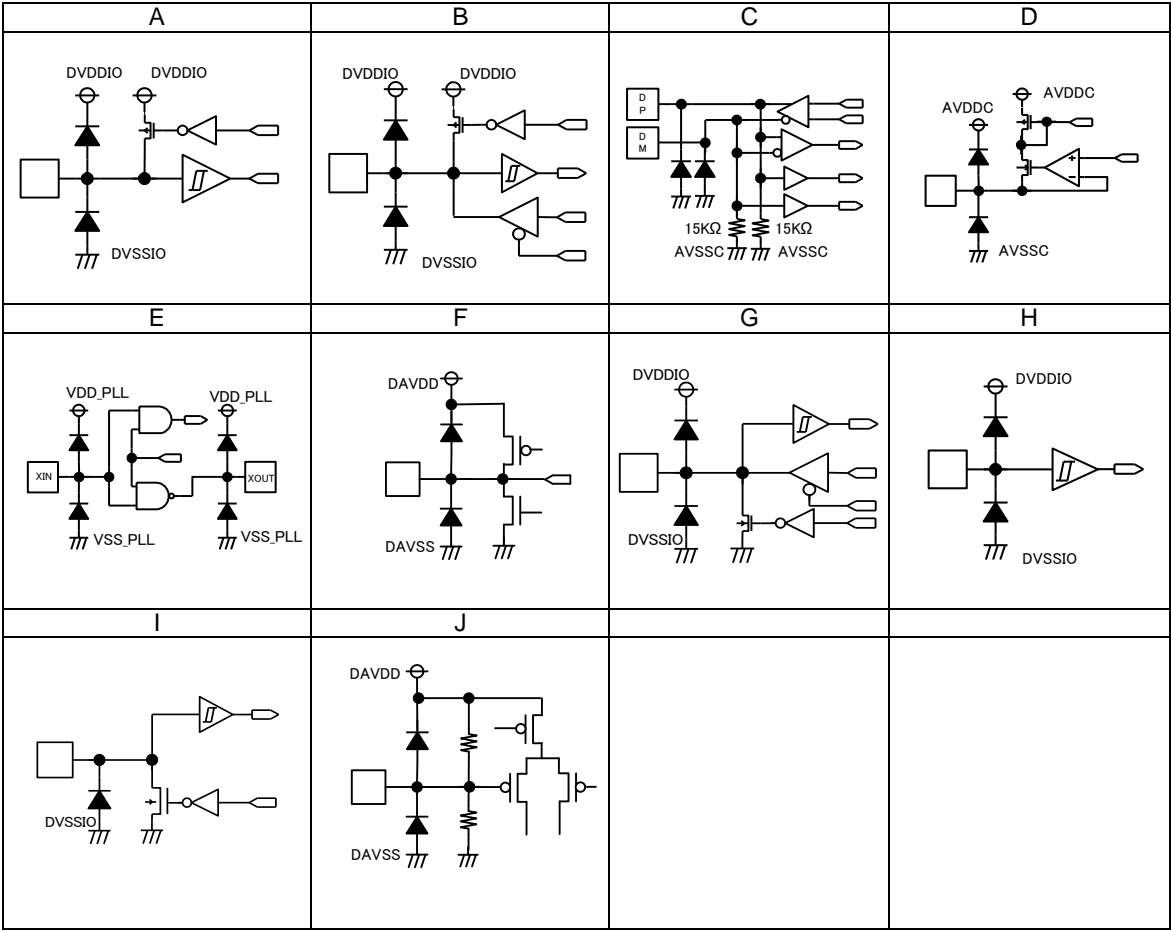 A
B
C
D
DVDDIO
DVDDIO
DVSSIO
DVDDIO
DVDDIO
DVSSIO
D
P
D
M
15KΩ
15KΩ
AVSSC
AVSSC
AVDDC
AVDDC
+
−
AVSSC
E
F
G
H
VDD_PLL
VDD_PLL
XIN
XOUT
VSS_PLL
VSS_PLL
DAVDD
DAVSS
DVDDIO
DVSSIO
DVDDIO
DVSSIO
I
J
DVSSIO
DAVDD
DAVSS